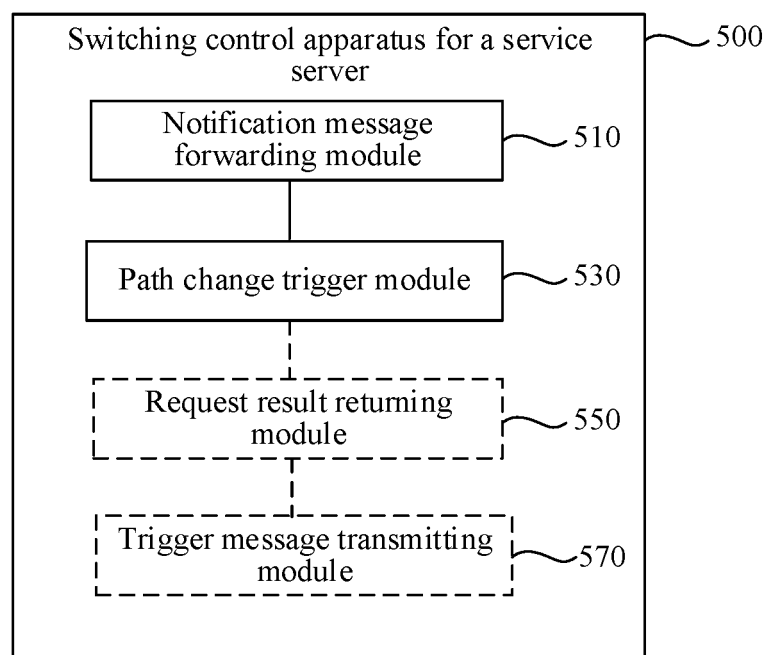 Switching control apparatus for a service
server
500
Notification message
forwarding module
510
Path change trigger module
530
Request result returning
module
550
Trigger message transmitting
module
570